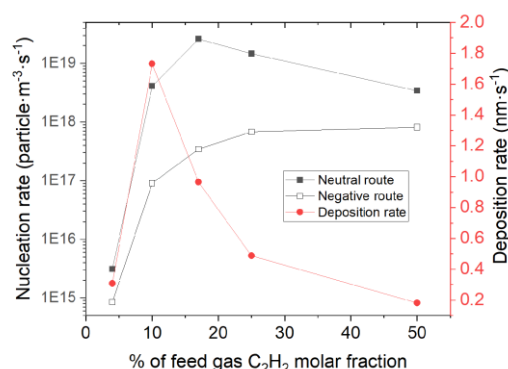 Nucleation rate (particle·m⁻³·s⁻¹)
1E19
1E18
1E17
1E16
1E15
0 10 20 30 40 50
% of feed gas C₂H₂ molar fraction
Neutral route
Negative route
Deposition rate
2.0
1.8
1.6
1.4
1.2
1.0
0.8
0.6
0.4
0.2
Deposition rate (nm·s⁻¹)